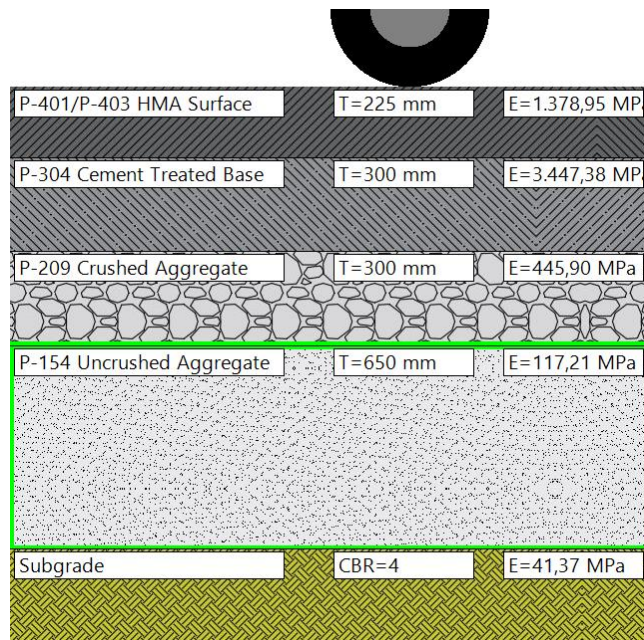 P-401/P-403 HMA Surface T=225 mm E=1.378,95 MPa
P-304 Cement Treated Base T=300 mm E=3.447,38 MPa
P-209 Crushed Aggregate T=300 mm E=445,90 MPa
P-154 Uncrushed Aggregate T=650 mm E=117,21 MPa
Subgrade CBR=4 E=41,37 MPa